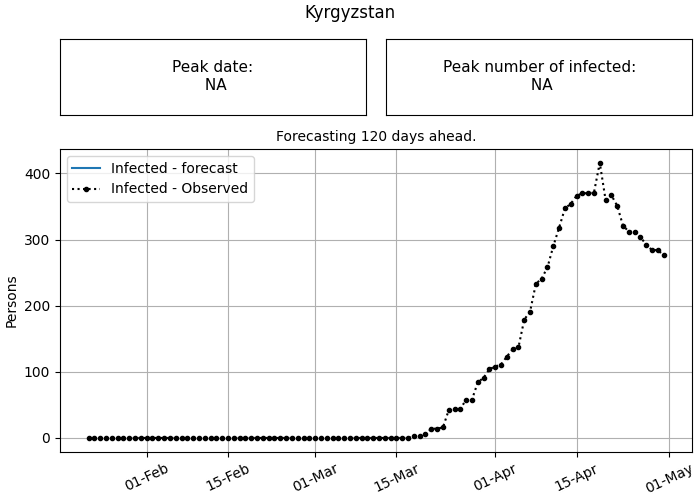 Kyrgyzstan
Peak date:
NA
Peak number of infected:
NA
Forecasting 120 days ahead.
Infected - forecast
Infected - Observed
Persons
400
300
200
100
0
01-Feb
15-Feb
01-Mar
15-Mar
01-Apr
15-Apr
01-May